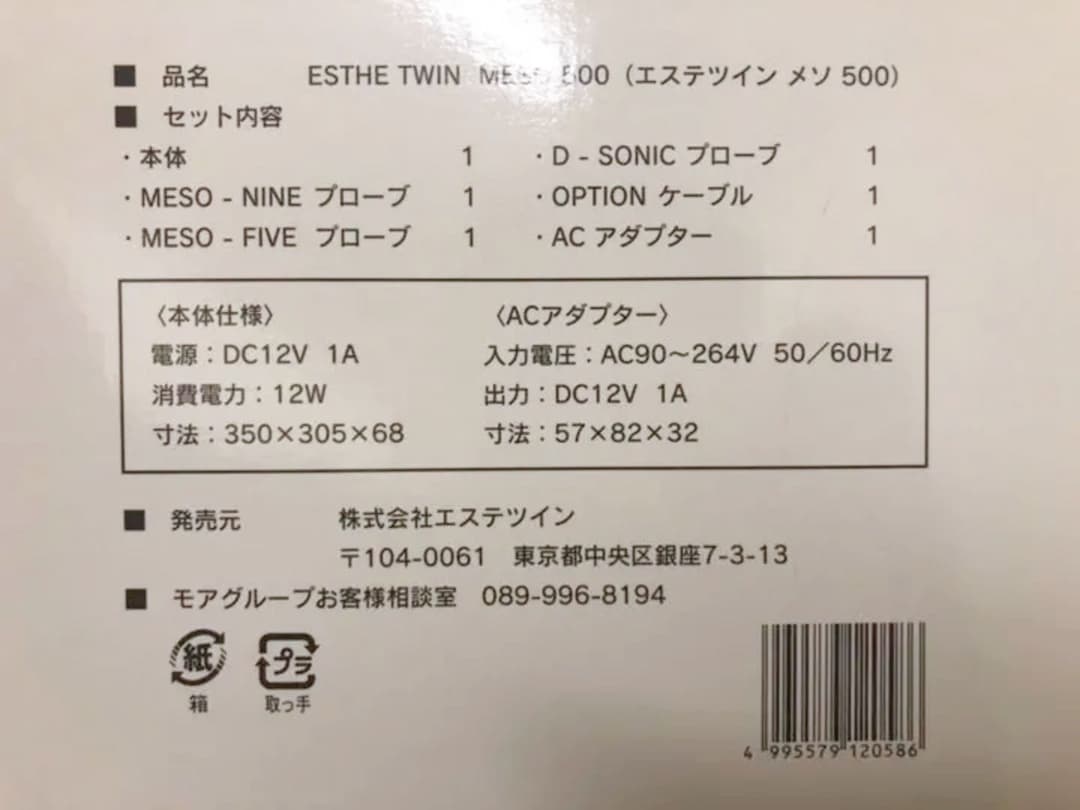 ■ 品名 ESTHE TWIN MESO 500（エステツイン メソ 500）
■ セット内容
・本体 1 ・D - SONIC プローブ 1
・MESO - NINE プローブ 1 ・OPTION ケーブル 1
・MESO - FIVE プローブ 1 ・AC アダプター 1
〈本体仕様〉 〈ACアダプター〉
電源：DC12V 1A 入力電圧：AC90〜264V 50／60Hz
消費電力：12W 出力：DC12V 1A
寸法：350×305×68 寸法：57×82×32
■ 発売元 株式会社エステツイン
〒104-0061 東京都中央区銀座7-3-13
■ モアグループお客様相談室 089-996-8194
紙 プラ
箱 取っ手
4 995579 120586